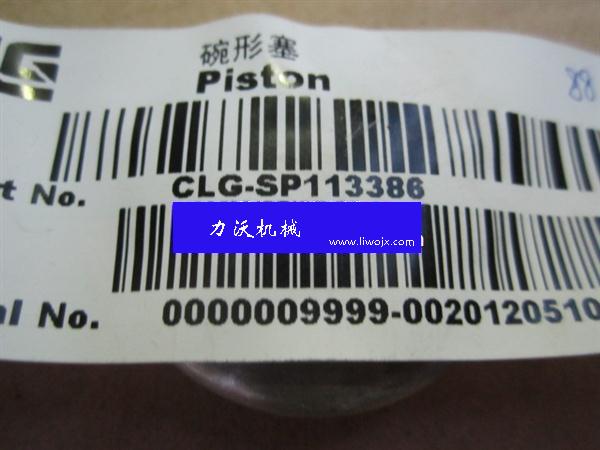 碗形塞
Piston
88
t No. CLG-SP113386
力沃机械
www.liwojx.com
al No. 0000009999-0020120510